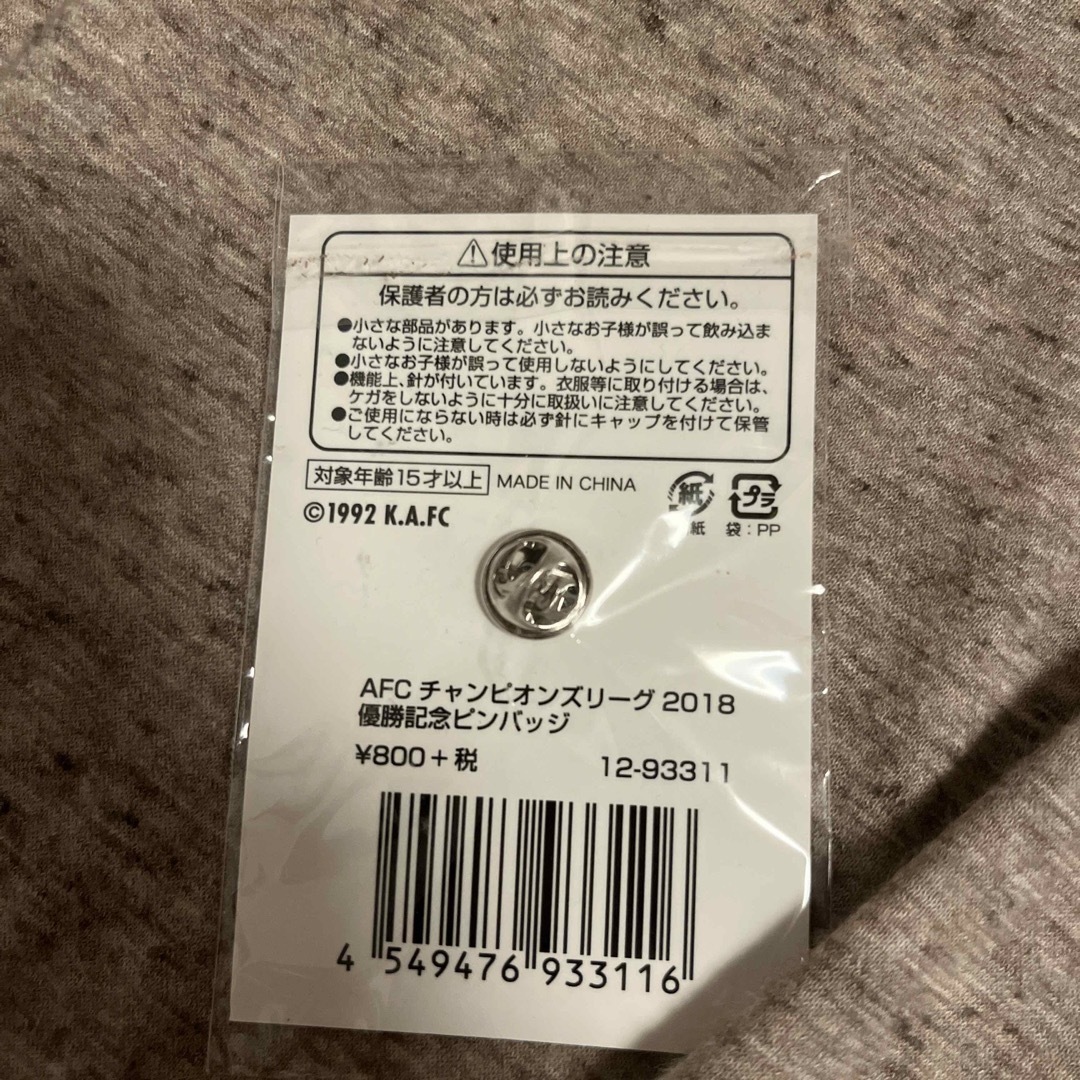 ⚠使用上の注意
保護者の方は必ずお読みください。
●小さな部品があります。小さなお子様が誤って飲み込ま
ないように注意してください。
●小さなお子様が誤って使用しないようにしてください。
●機能上、針が付いています。衣服等に取り付ける場合は、
ケガをしないように十分に取扱いに注意してください。
●ご使用にならない時は必ず針にキャップを付けて保管
してください。
対象年齢15才以上 MADE IN CHINA
紙 プラ
©1992 K.A.FC
紙 袋:PP
AFC チャンピオンズリーグ 2018
優勝記念ピンバッジ
¥800+税 12-93311
4 549476 933116